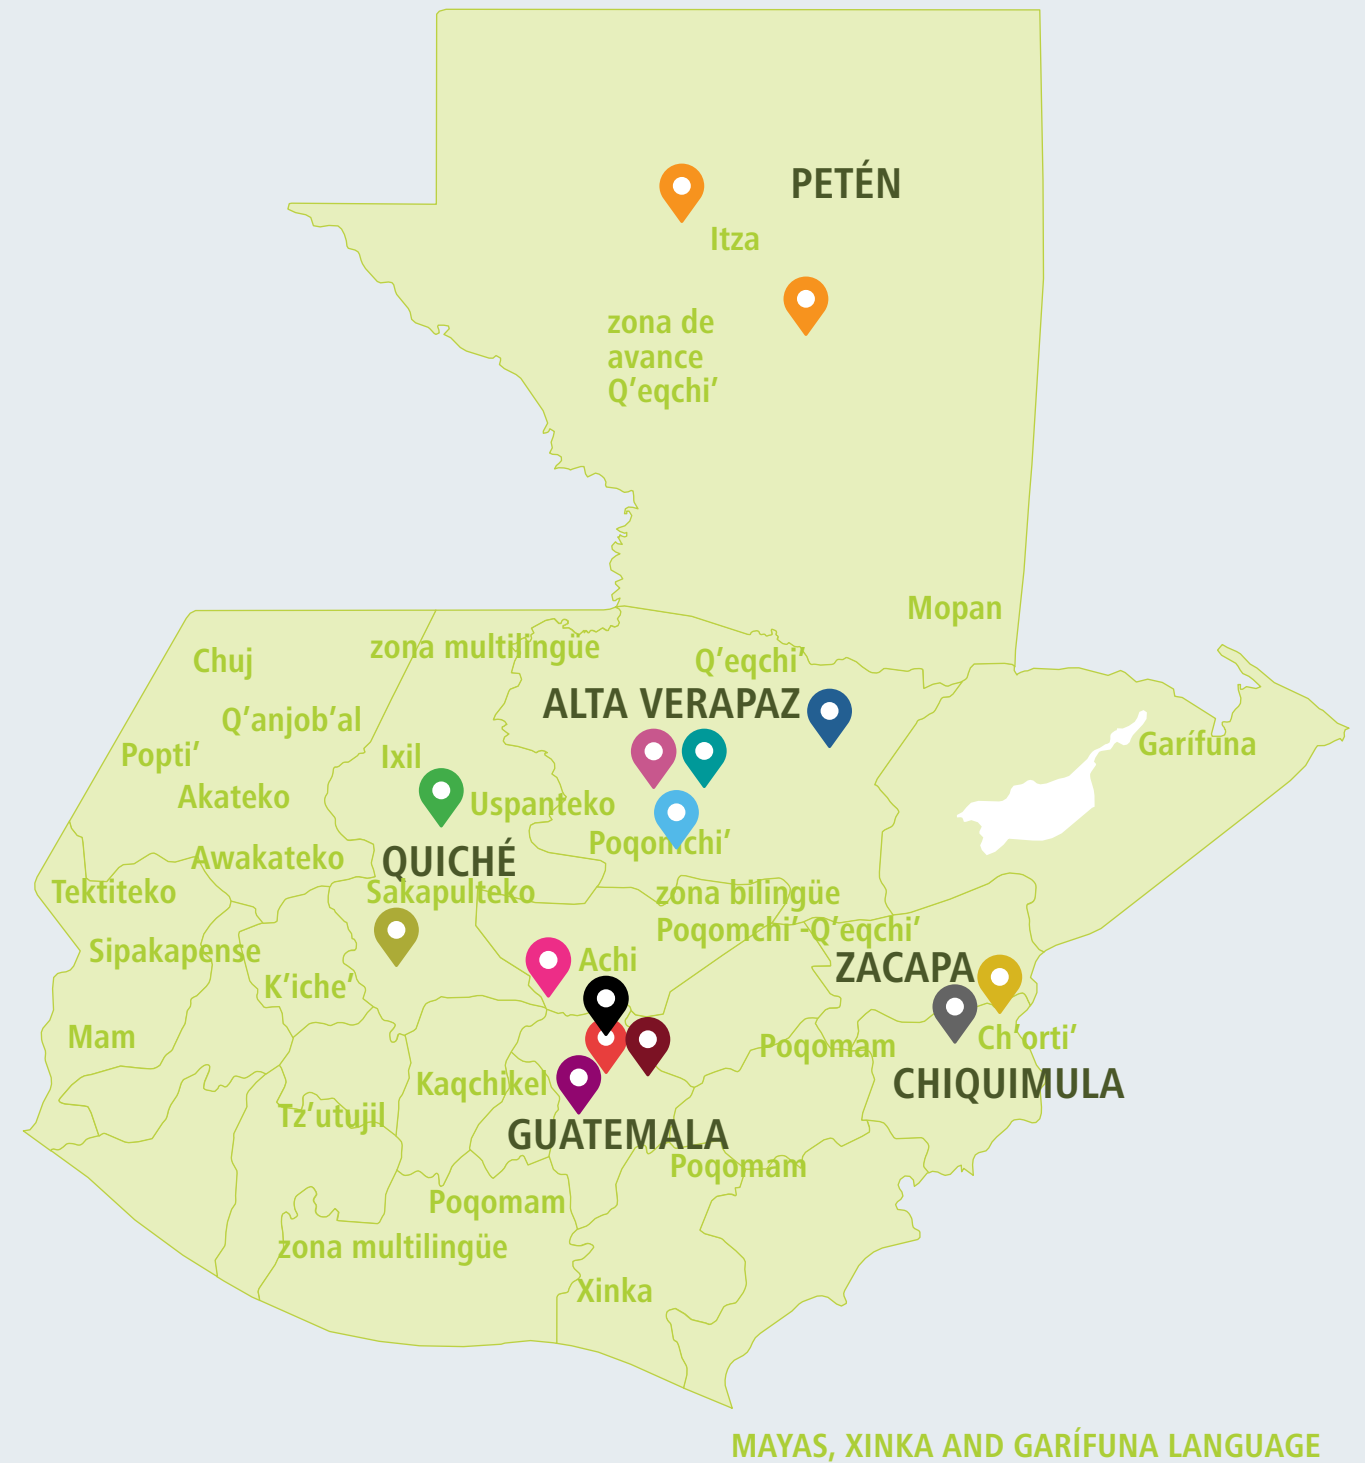 PETÉN
Itza
zona de
avance
Q'eqchi'
Mopan
zona multilingüe
Chuj
Q'eqchi'
ALTA VERAPAZ
Q'anjob'al
Garífuna
Popti'
Ixil
Akateko
Uspanteko
Poqomchi'
Awakateko
QUICHÉ
Tektiteko
Sakapulteko
zona bilingüe
Poqomchi'-Q'eqchi'
Sipakapense
Achi
ZACAPA
K'iche'
Mam
Ch'orti'
Poqomam
Kaqchikel
CHIQUIMULA
Tz'utujil
GUATEMALA
Poqomam
Poqomam
zona multilingüe
Xinka
MAYAS, XINKA AND GARÍFUNA LANGUAGE